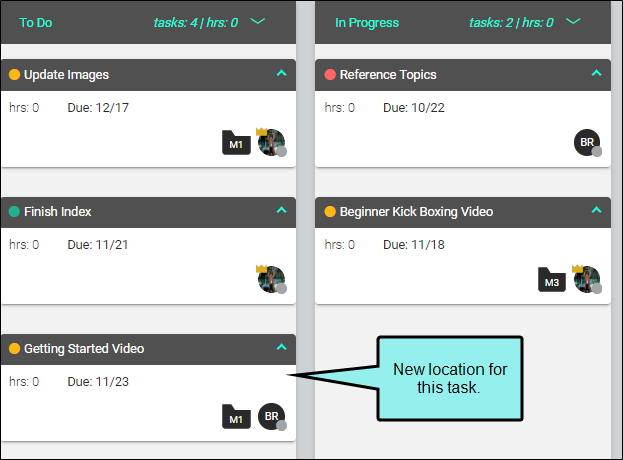 To Do tasks: 4 | hrs: 0
Update Images
hrs: 0 Due: 12/17
M1
Finish Index
hrs: 0 Due: 11/21
Getting Started Video
hrs: 0 Due: 11/23
M1 BR
In Progress tasks: 2 | hrs: 0
Reference Topics
hrs: 0 Due: 10/22
BR
Beginner Kick Boxing Video
hrs: 0 Due: 11/18
M3
New location for
this task.